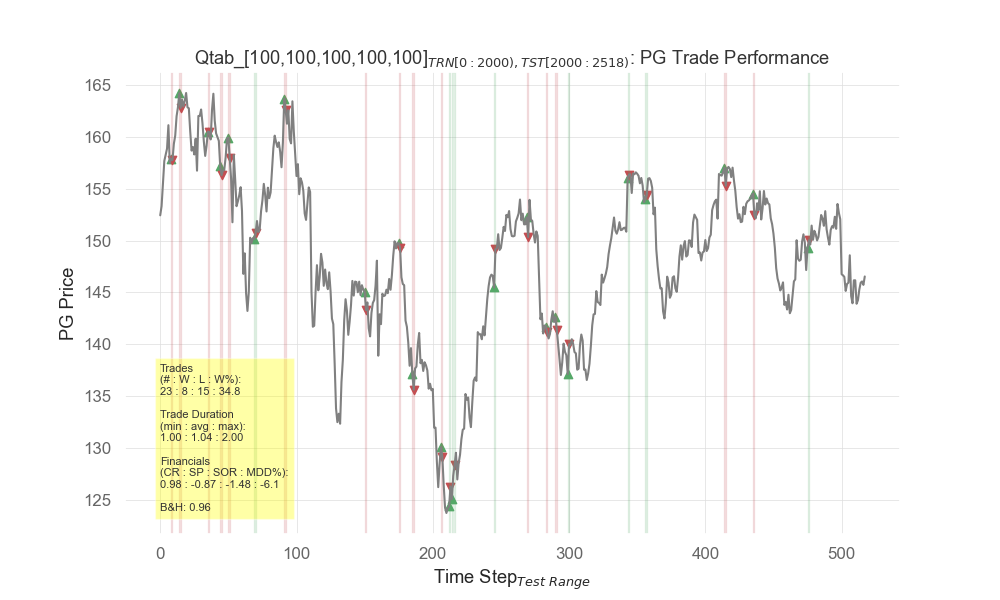 Qtab_[100,100,100,100,100]TRN[0 : 2000), TST[2000 : 2518): PG Trade Performance
165
160
155
150
145
140
135
130
125
PG Price
Trades
(# : W : L : W%):
23 : 8 : 15 : 34.8
Trade Duration
(min : avg : max):
1.00 : 1.04 : 2.00
Financials
(CR : SP : SOR : MDD%):
0.98 : -0.87 : -1.48 : -6.1
B&H: 0.96
0 100 200 300 400 500
Time StepTest Range